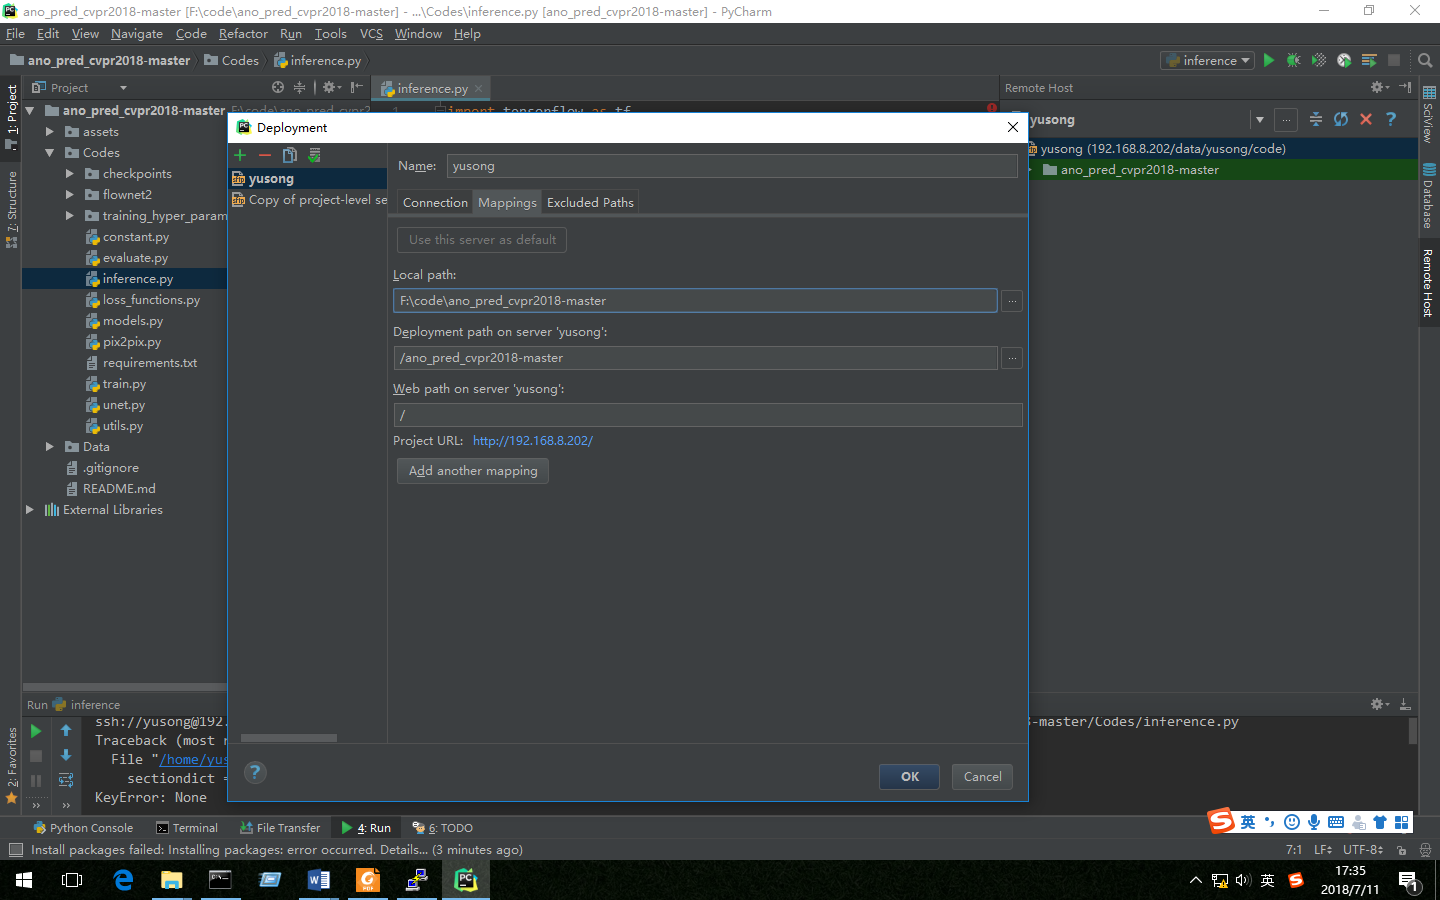 ano_pred_cvpr2018-master [F:\code\ano_pred_cvpr2018-master] - ...\Codes\inference.py [ano_pred_cvpr2018-master] - PyCharm
File Edit View Navigate Code Refactor Run Tools VCS Window Help
ano_pred_cvpr2018-master Codes inference.py
inference
Project
inference.py
Remote Host
1: Project
7: Structure
2: Favorites
SciView
Database
Remote Host
ano_pred_cvpr2018-master
assets
Codes
checkpoints
flownet2
training_hyper_param
constant.py
evaluate.py
inference.py
loss_functions.py
models.py
pix2pix.py
requirements.txt
train.py
unet.py
utils.py
Data
.gitignore
README.md
External Libraries
import tensorflow as tf
yusong
yusong (192.168.8.202/data/yusong/code)
ano_pred_cvpr2018-master
Deployment
yusong
Copy of project-level se
Name: yusong
Connection Mappings Excluded Paths
Use this server as default
Local path:
F:\code\ano_pred_cvpr2018-master
Deployment path on server 'yusong':
/ano_pred_cvpr2018-master
Web path on server 'yusong':
/
Project URL: http://192.168.8.202/
Add another mapping
OK Cancel
Run inference
ssh://yusong@192. -master/Codes/inference.py
Traceback (most r
File "/home/yus
sectiondict =
KeyError: None
Python Console Terminal File Transfer 4: Run 6: TODO
英
Install packages failed: Installing packages: error occurred. Details... (3 minutes ago)
7:1 LF UTF-8
英
17:35
2018/7/11
1